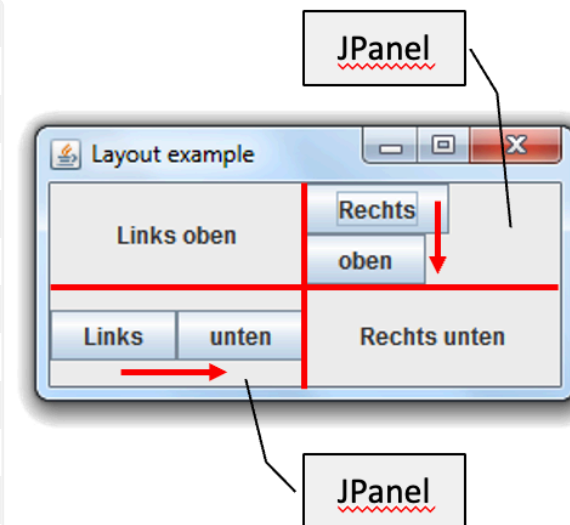 JPanel
Layout example
Links oben
Rechts
oben
Links unten
Rechts unten
JPanel